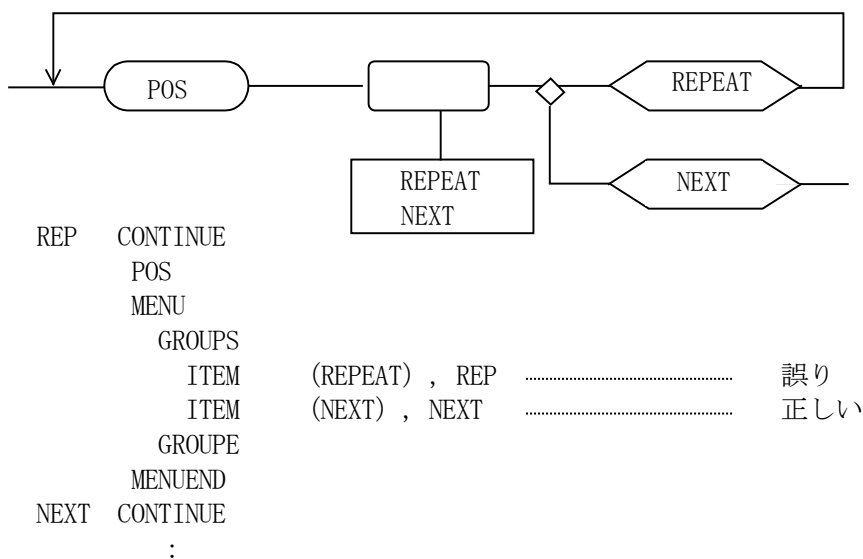 POS
REPEAT
REPEAT
NEXT
NEXT
REP CONTINUE
POS
MENU
GROUPS
ITEM (REPEAT) , REP ……………………… 誤り
ITEM (NEXT) , NEXT ……………………… 正しい
GROUPE
MENUEND
NEXT CONTINUE
: